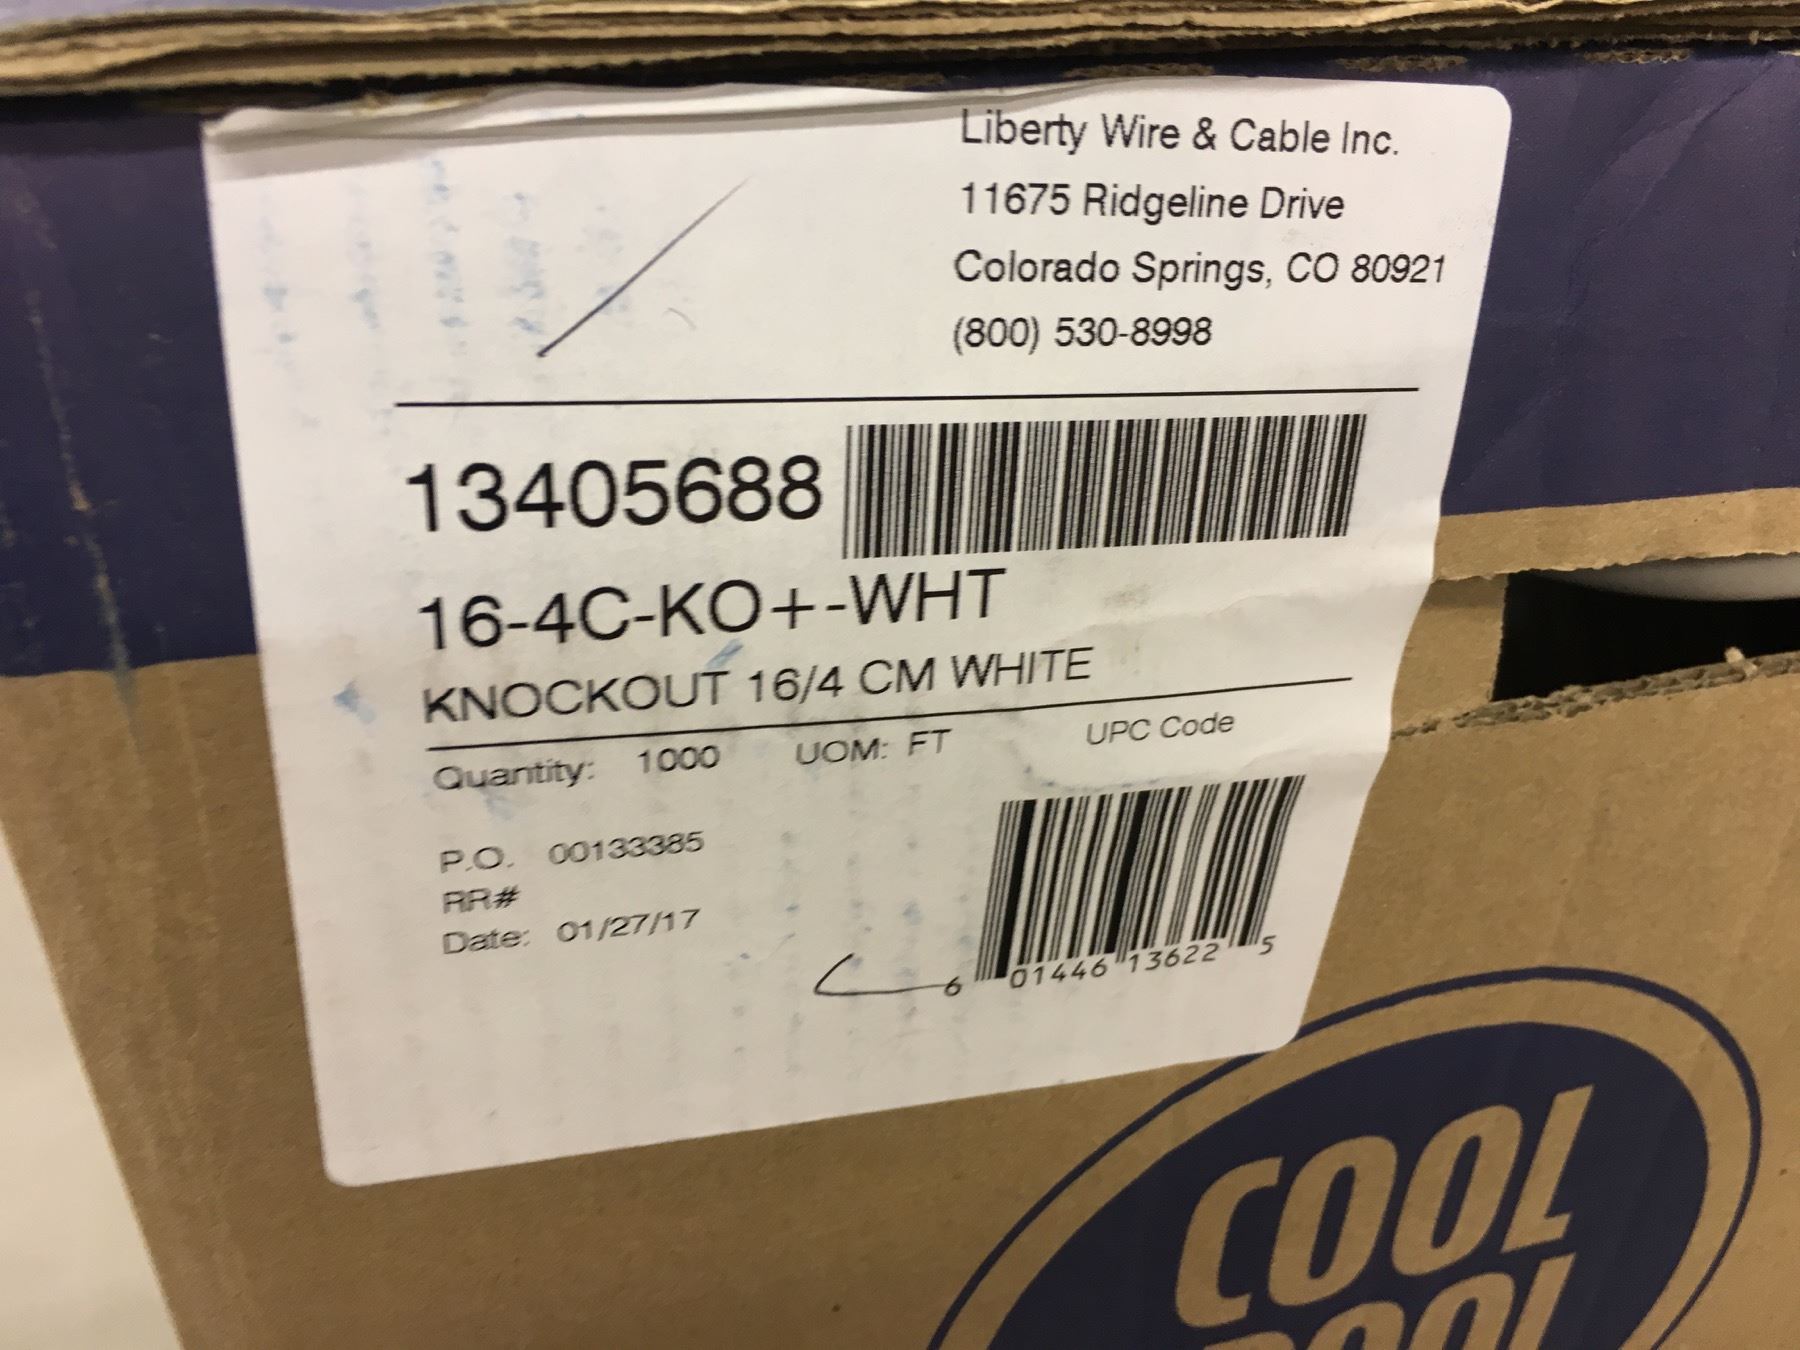 Liberty Wire & Cable Inc.
11675 Ridgeline Drive
Colorado Springs, CO 80921
(800) 530-8998
13405688
16-4C-KO+-WHT
KNOCKOUT 16/4 CM WHITE
Quantity: 1000 UOM: FT UPC Code
P.O. 00133385
RR#
Date: 01/27/17
6 01446 13622 5
COOL